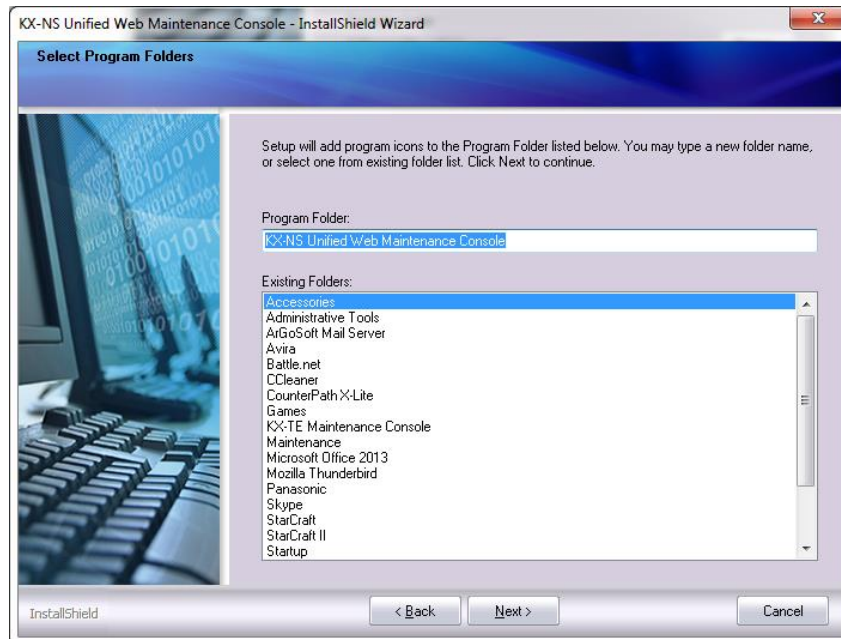 KX-NS Unified Web Maintenance Console - InstallShield Wizard
Select Program Folders
Setup will add program icons to the Program Folder listed below. You may type a new folder name,
or select one from existing folder list. Click Next to continue.
Program Folder:
KX-NS Unified Web Maintenance Console
Existing Folders:
Accessories
Administrative Tools
ArGoSoft Mail Server
Avira
Battle.net
CCleaner
CounterPath X-Lite
Games
KX-TE Maintenance Console
Maintenance
Microsoft Office 2013
Mozilla Thunderbird
Panasonic
Skype
StarCraft
StarCraft II
Startup
InstallShield
< Back
Next >
Cancel